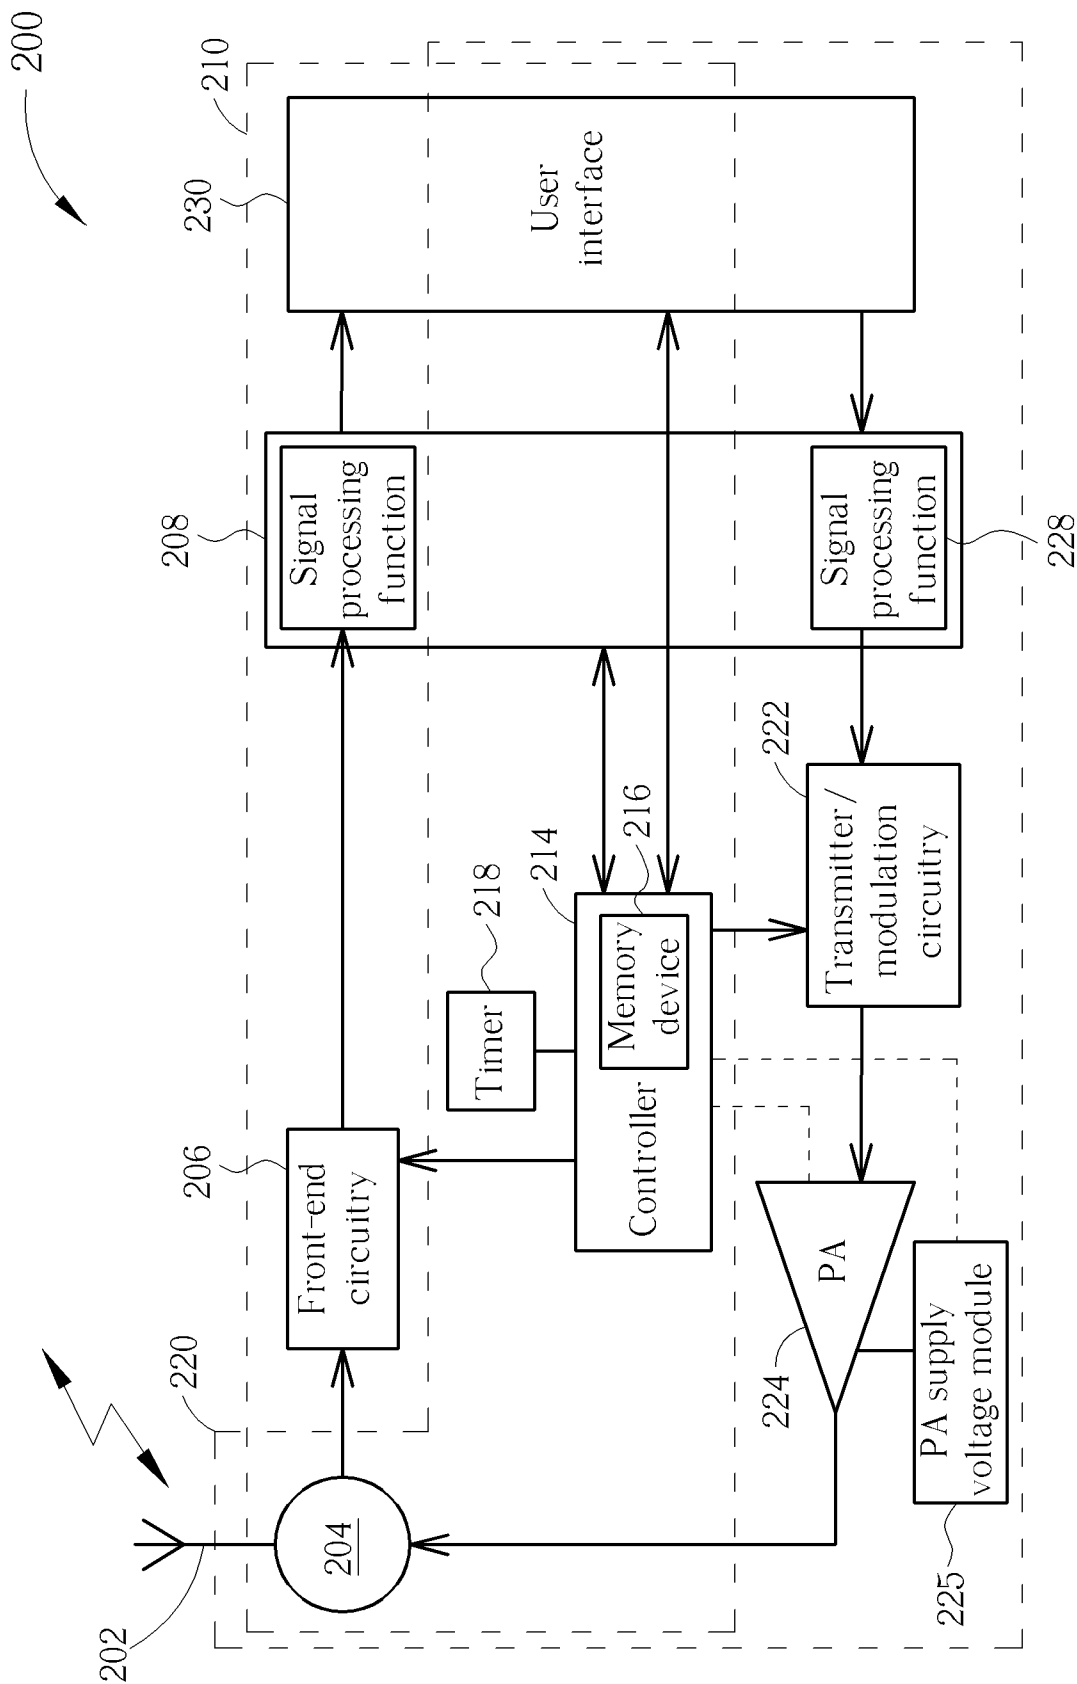 200
210
220
230
User
interface
208
Signal
processing
function
Signal
processing
function
228
206
Front-end
circuitry
218
Timer
214
216
Memory
device
Controller
222
Transmitter/
modulation
circuitry
202
204
224
PA
225
PA supply
voltage module